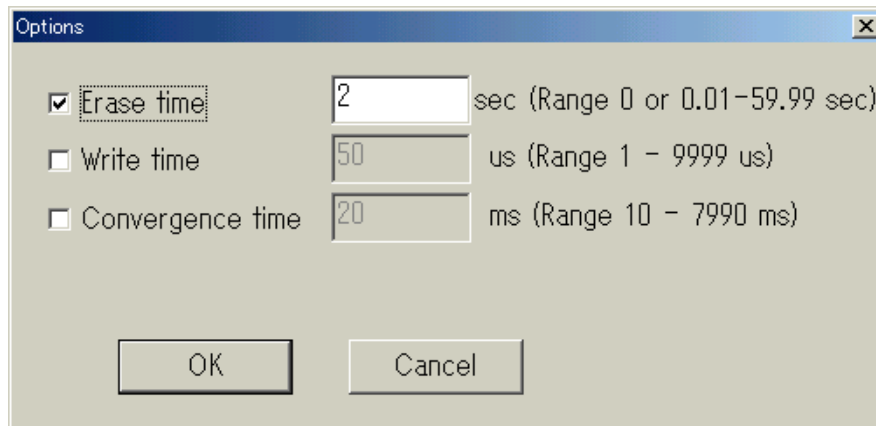 Options
Erase time 2 sec (Range 0 or 0.01-59.99 sec)
Write time 50 us (Range 1 - 9999 us)
Convergence time 20 ms (Range 10 - 7990 ms)
OK Cancel